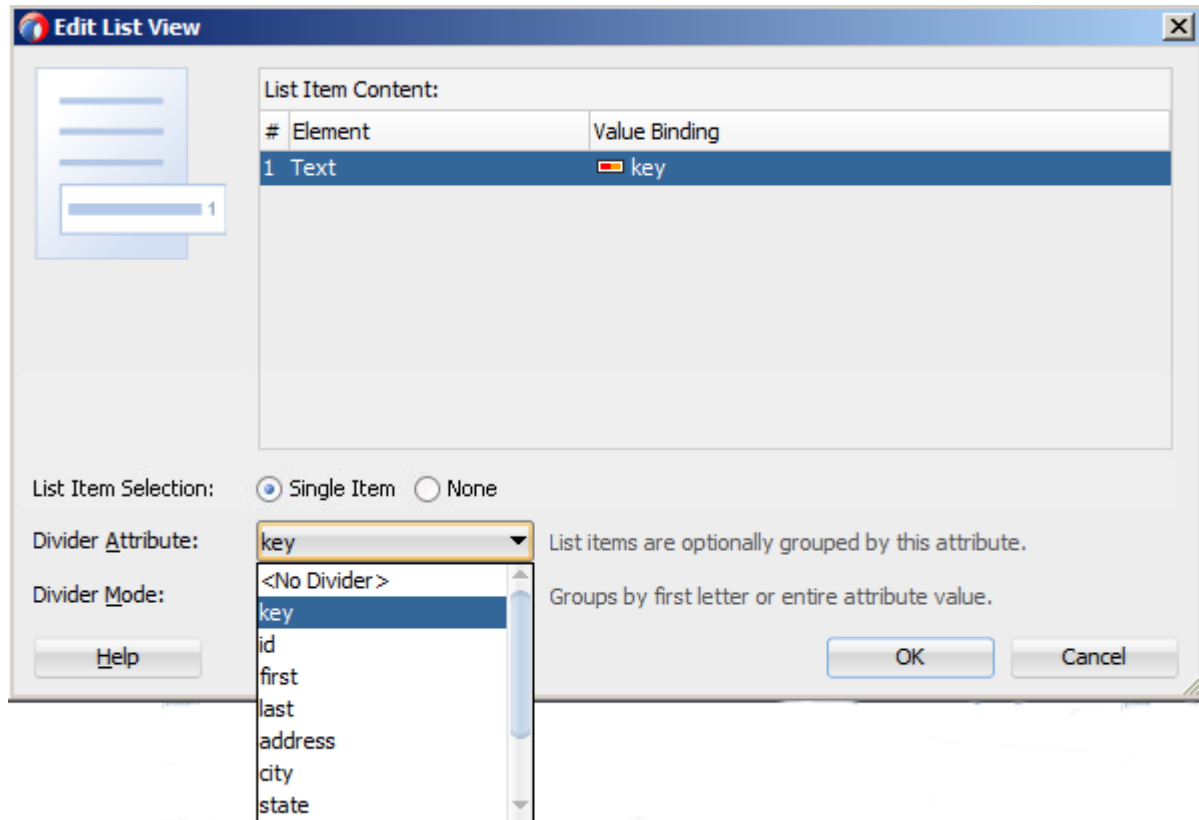 Edit List View
List Item Content:
# Element Value Binding
1 Text key
1
List Item Selection: Single Item None
Divider Attribute: key List items are optionally grouped by this attribute.
<No Divider>
Divider Mode: key Groups by first letter or entire attribute value.
id
Help first OK Cancel
last
address
city
state